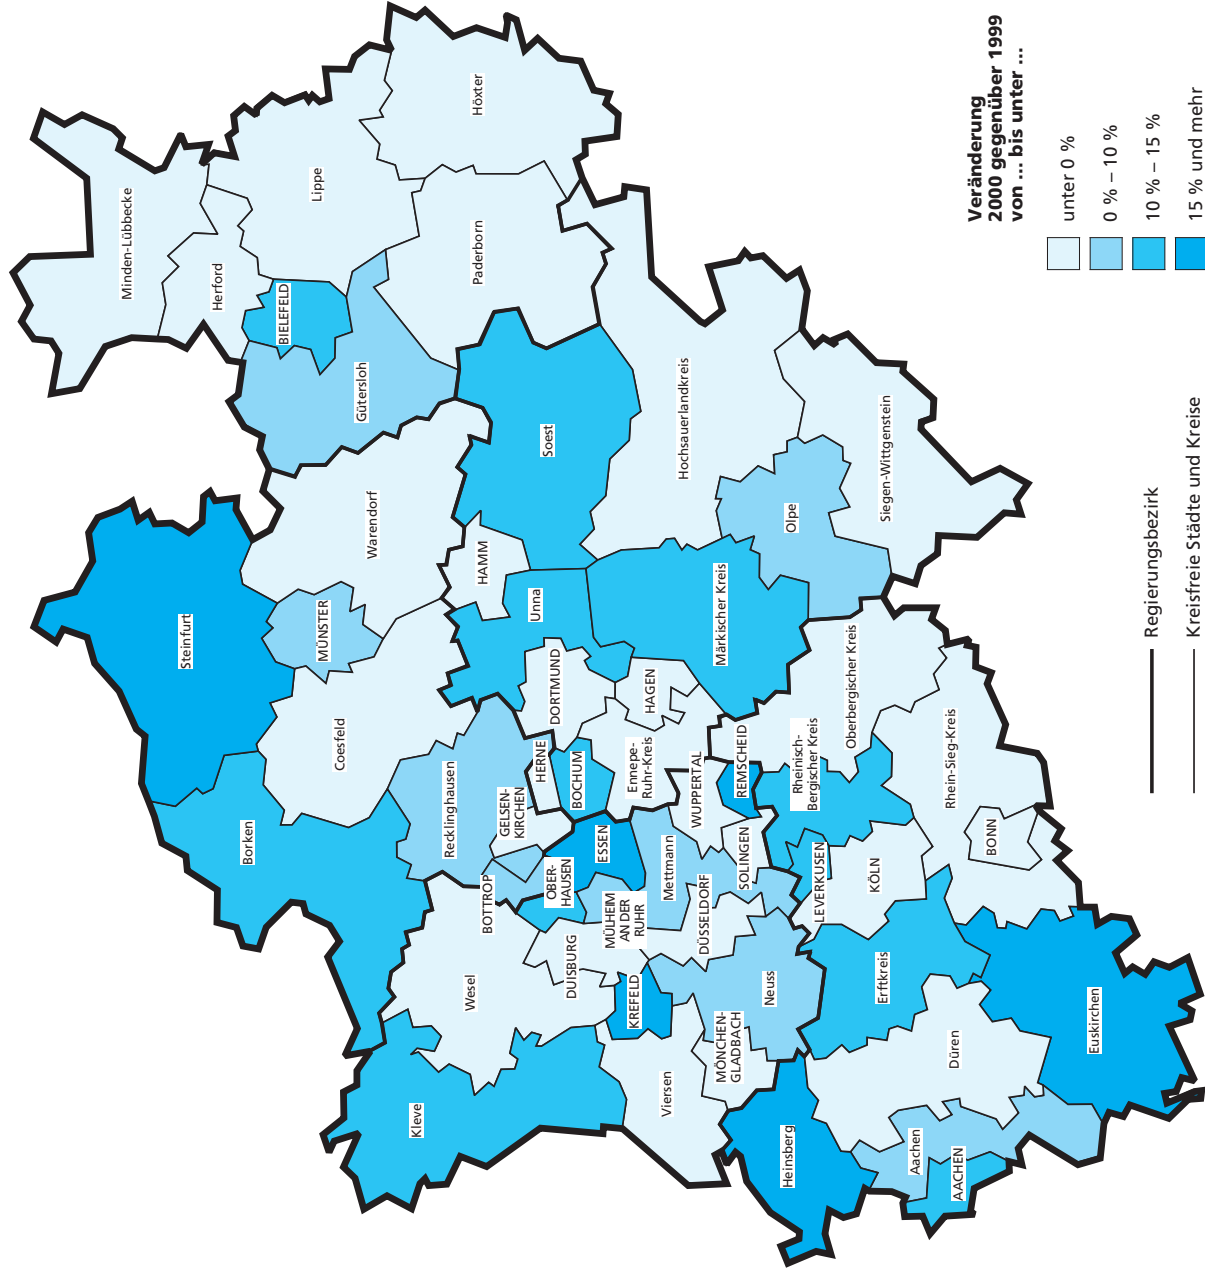 Minden-Lübbecke
Herford
Lippe
BIELEFELD
Höxter
Gütersloh
Paderborn
Steinfurt
Warendorf
MÜNSTER
Coesfeld
Borken
Soest
HAMM
Unna
Hochsauerlandkreis
Märkischer Kreis
Olpe
Siegen-Wittgenstein
DORTMUND
HAGEN
Recklinghausen
HERNE
BOCHUM
Ennepe-
Ruhr-Kreis
GELSEN-
KIRCHEN
BOTTROP
OBER-
HAUSEN
ESSEN
MÜLHEIM
AN DER
RUHR
Mettmann
WUPPERTAL
REMSCHEID
SOLINGEN
DÜSSELDORF
DUISBURG
Wesel
Kleve
KREFELD
Viersen
MÖNCHEN-
GLADBACH
Neuss
Heinsberg
Oberbergischer Kreis
Rheinisch-
Bergischer Kreis
LEVERKUSEN
KÖLN
Rhein-Sieg-Kreis
BONN
Erftkreis
Düren
Aachen
AACHEN
Euskirchen
Veränderung
2000 gegenüber 1999
von ... bis unter ...
unter 0 %
0 % – 10 %
10 % – 15 %
15 % und mehr
Regierungsbezirk
Kreisfreie Städte und Kreise